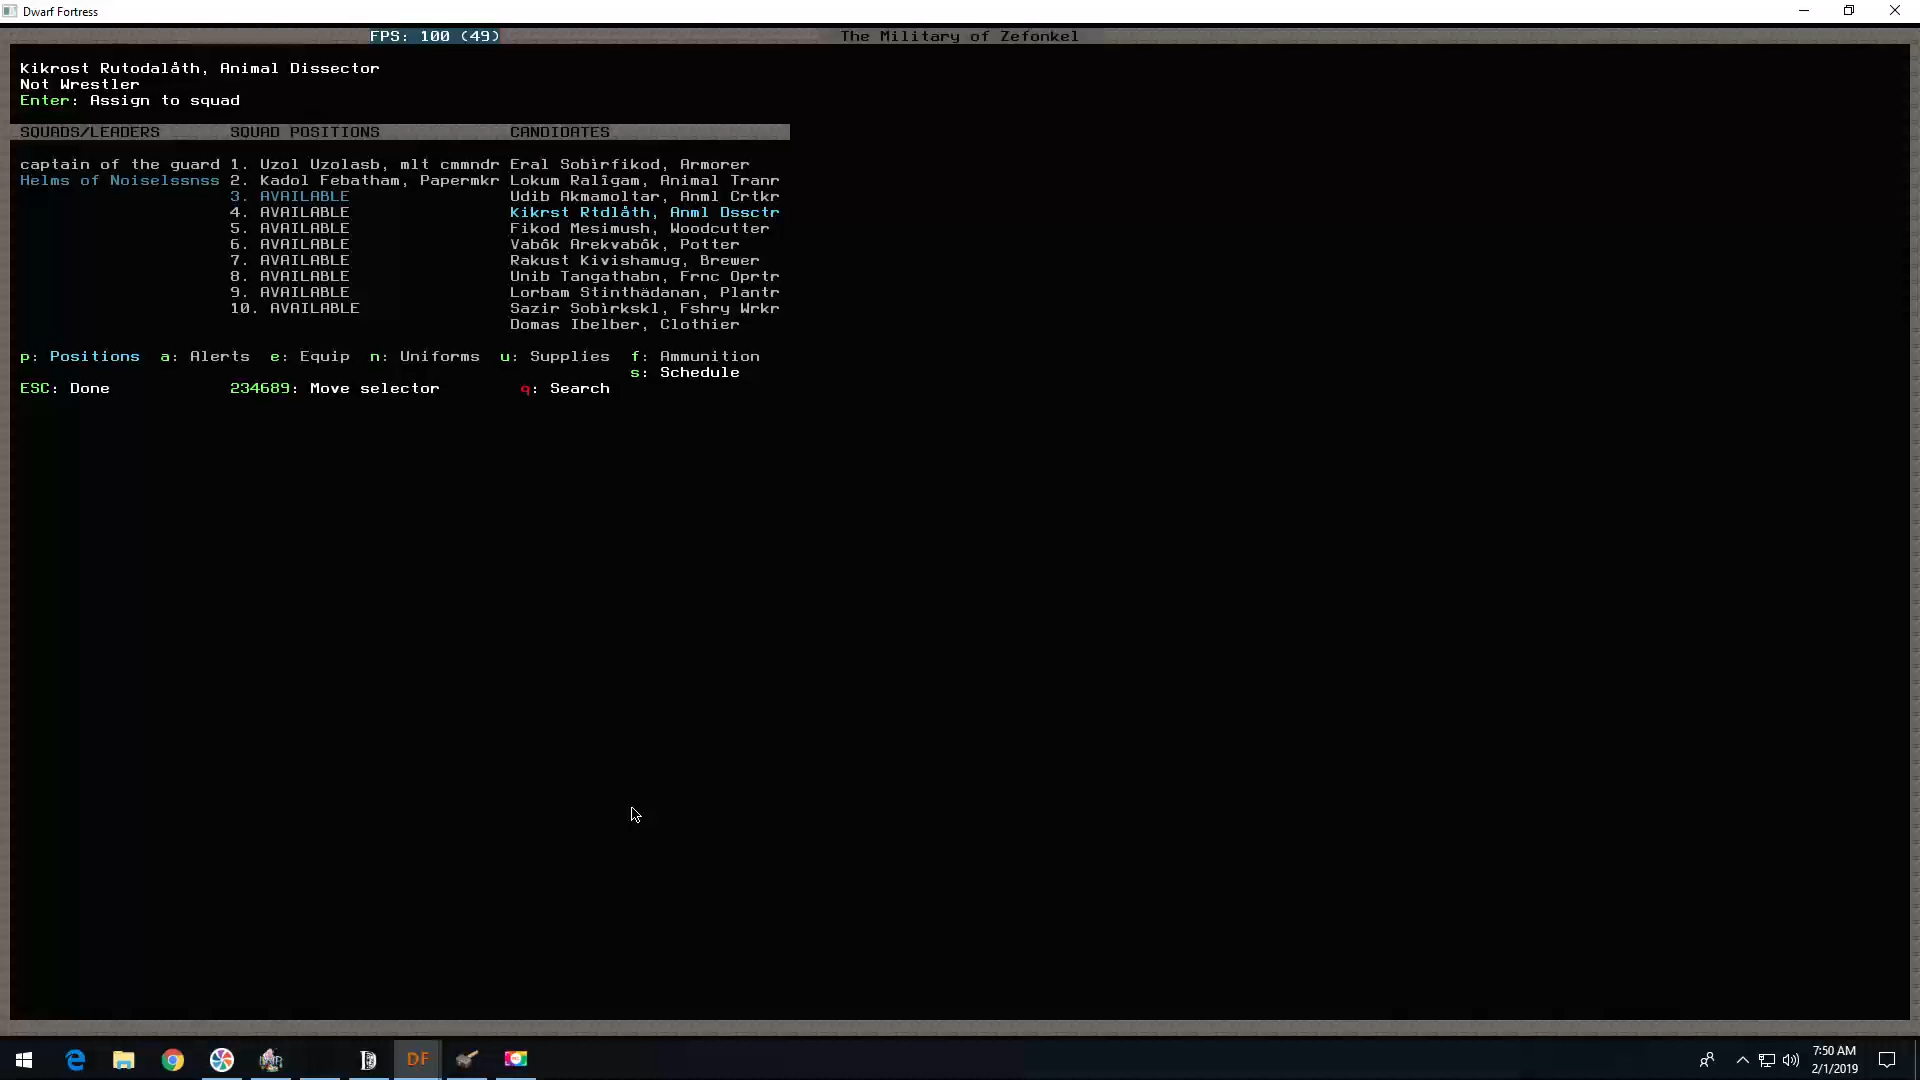 Dwarf Fortress
FPS: 100 (49) The Military of Zefonkel
Kikrost Rutodalåth, Animal Dissector
Not Wrestler
Enter: Assign to squad
SQUADS/LEADERS SQUAD POSITIONS CANDIDATES
captain of the guard 1. Uzol Uzolasb, mlt cmmndr Eral Sobìrfikod, Armorer
Helms of Noiselssnss 2. Kadol Febatham, Papermkr Lokum Ralîgam, Animal Tranr
3. AVAILABLE Udib Akmamoltar, Anml Crtkr
4. AVAILABLE Kikrst Rtdlåth, Anml Dssctr
5. AVAILABLE Fikod Mesimush, Woodcutter
6. AVAILABLE Vabôk Arekvabôk, Potter
7. AVAILABLE Rakust Kivishamug, Brewer
8. AVAILABLE Unib Tangathabn, Frnc Oprtr
9. AVAILABLE Lorbam Stinthädanan, Plantr
10. AVAILABLE Sazir Sobìrkskl, Fshry Wrkr
Domas Ibelber, Clothier
p: Positions a: Alerts e: Equip n: Uniforms u: Supplies f: Ammunition
s: Schedule
ESC: Done 234689: Move selector q: Search
DF
7:50 AM
2/1/2019